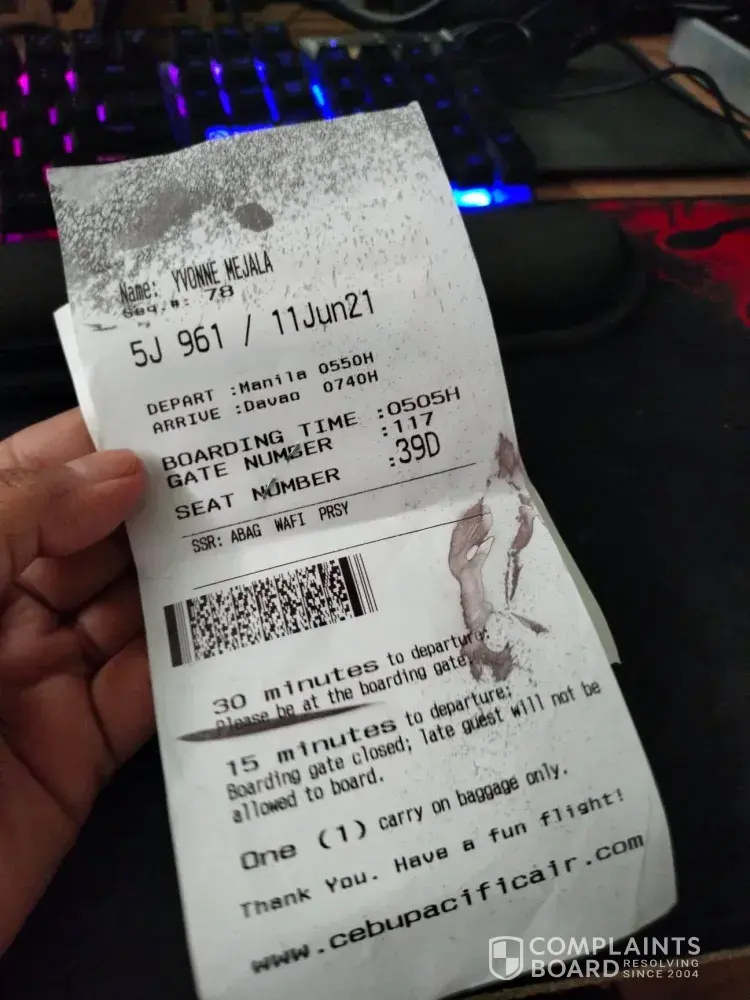 Name: YVONNE MEJALA
Seq.#: 78
5J 961 / 11Jun21
DEPART :Manila 0550H
ARRIVE :Davao 0740H
BOARDING TIME :0505H
GATE NUMBER :117
SEAT NUMBER :39D
SSR: ABAG WAFI PRSY
30 minutes to departure;
Please be at the boarding gate.
15 minutes to departure;
Boarding gate closed; late guest will not be
allowed to board.
One (1) carry on baggage only.
Thank You. Have a fun flight!
www.cebupacificair.com
COMPLAINTS
BOARD RESOLVING
SINCE 2004